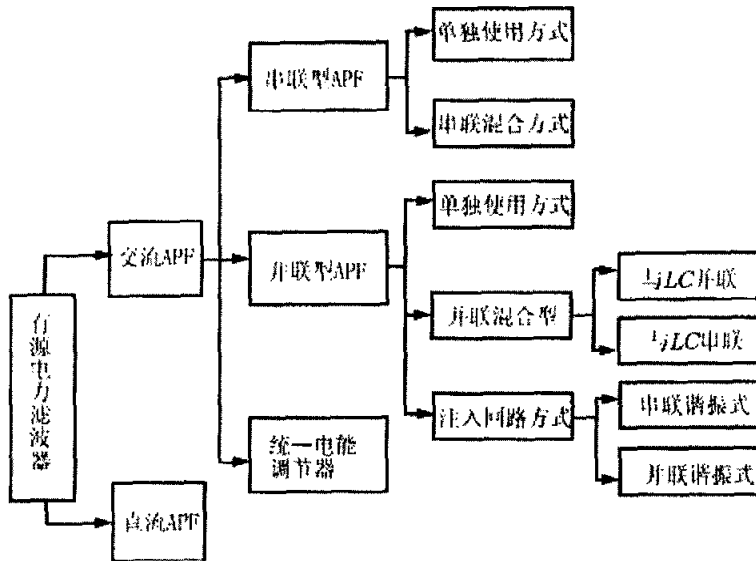 单独使用方式
串联型APF
串联混合方式
单独使用方式
交流APF
并联型APF
与LC并联
有源电力滤波器
并联混合型
与LC串联
注入回路方式
串联谐振式
统一电能
调节器
并联谐振式
直流APF